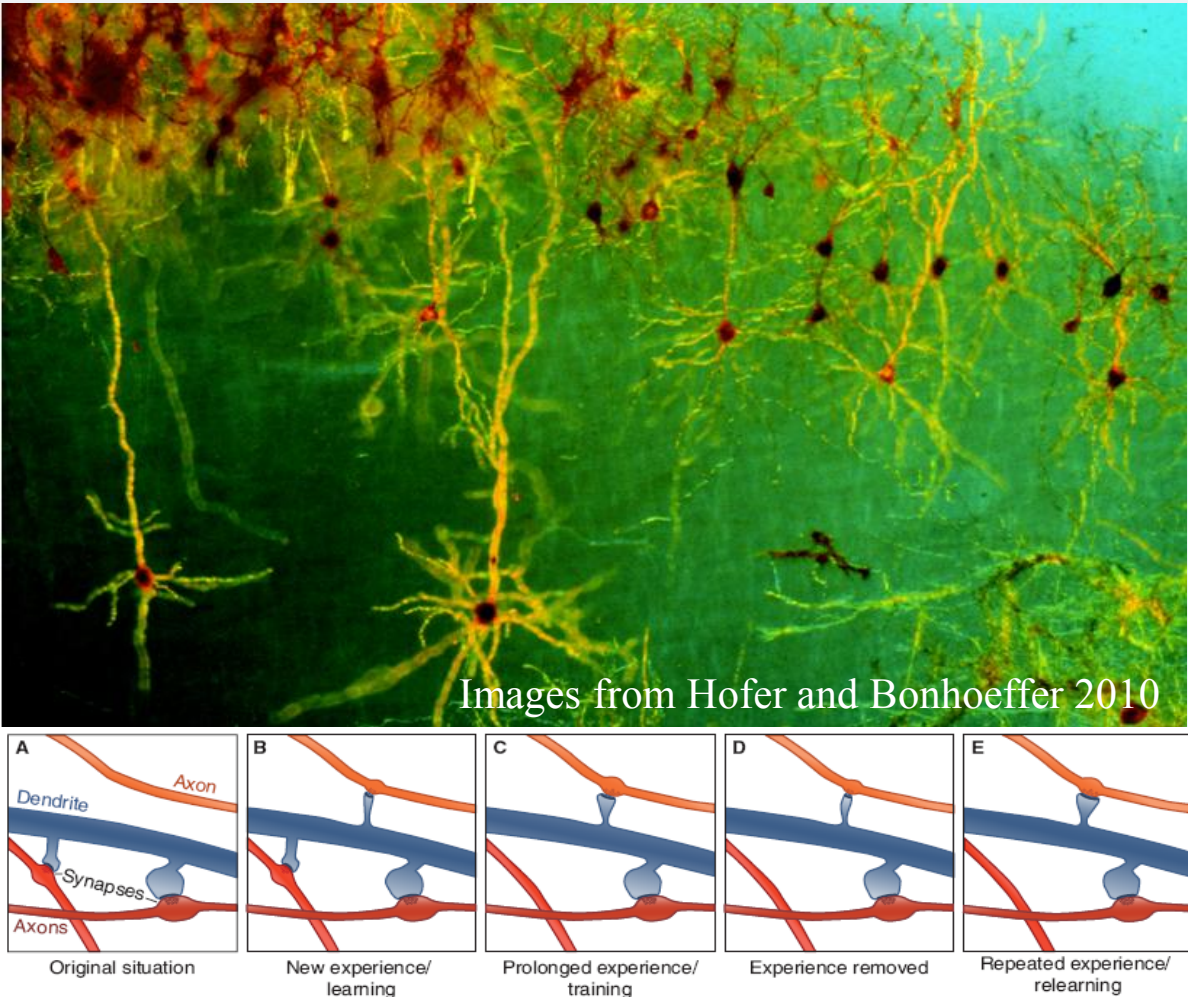 Images from Hofer and Bonhoeffer 2010
A
Axon
Dendrite
Synapses
Axons
Original situation
B
New experience/
learning
C
Prolonged experience/
training
D
Experience removed
E
Repeated experience/
relearning